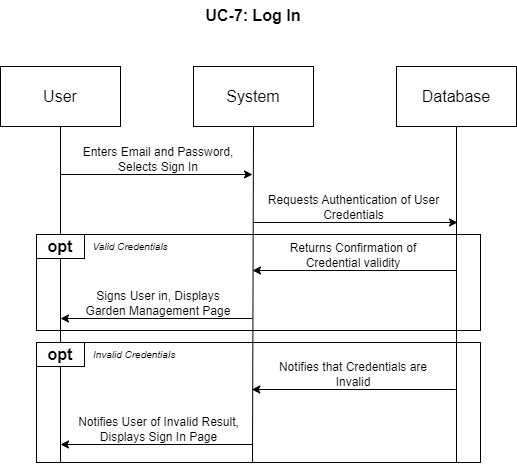 UC-7: Log In
User
System
Database
Enters Email and Password,
Selects Sign In
Requests Authentication of User
Credentials
opt
Valid Credentials
Returns Confirmation of
Credential validity
Signs User in, Displays
Garden Management Page
opt
Invalid Credentials
Notifies that Credentials are
Invalid
Notifies User of Invalid Result,
Displays Sign In Page